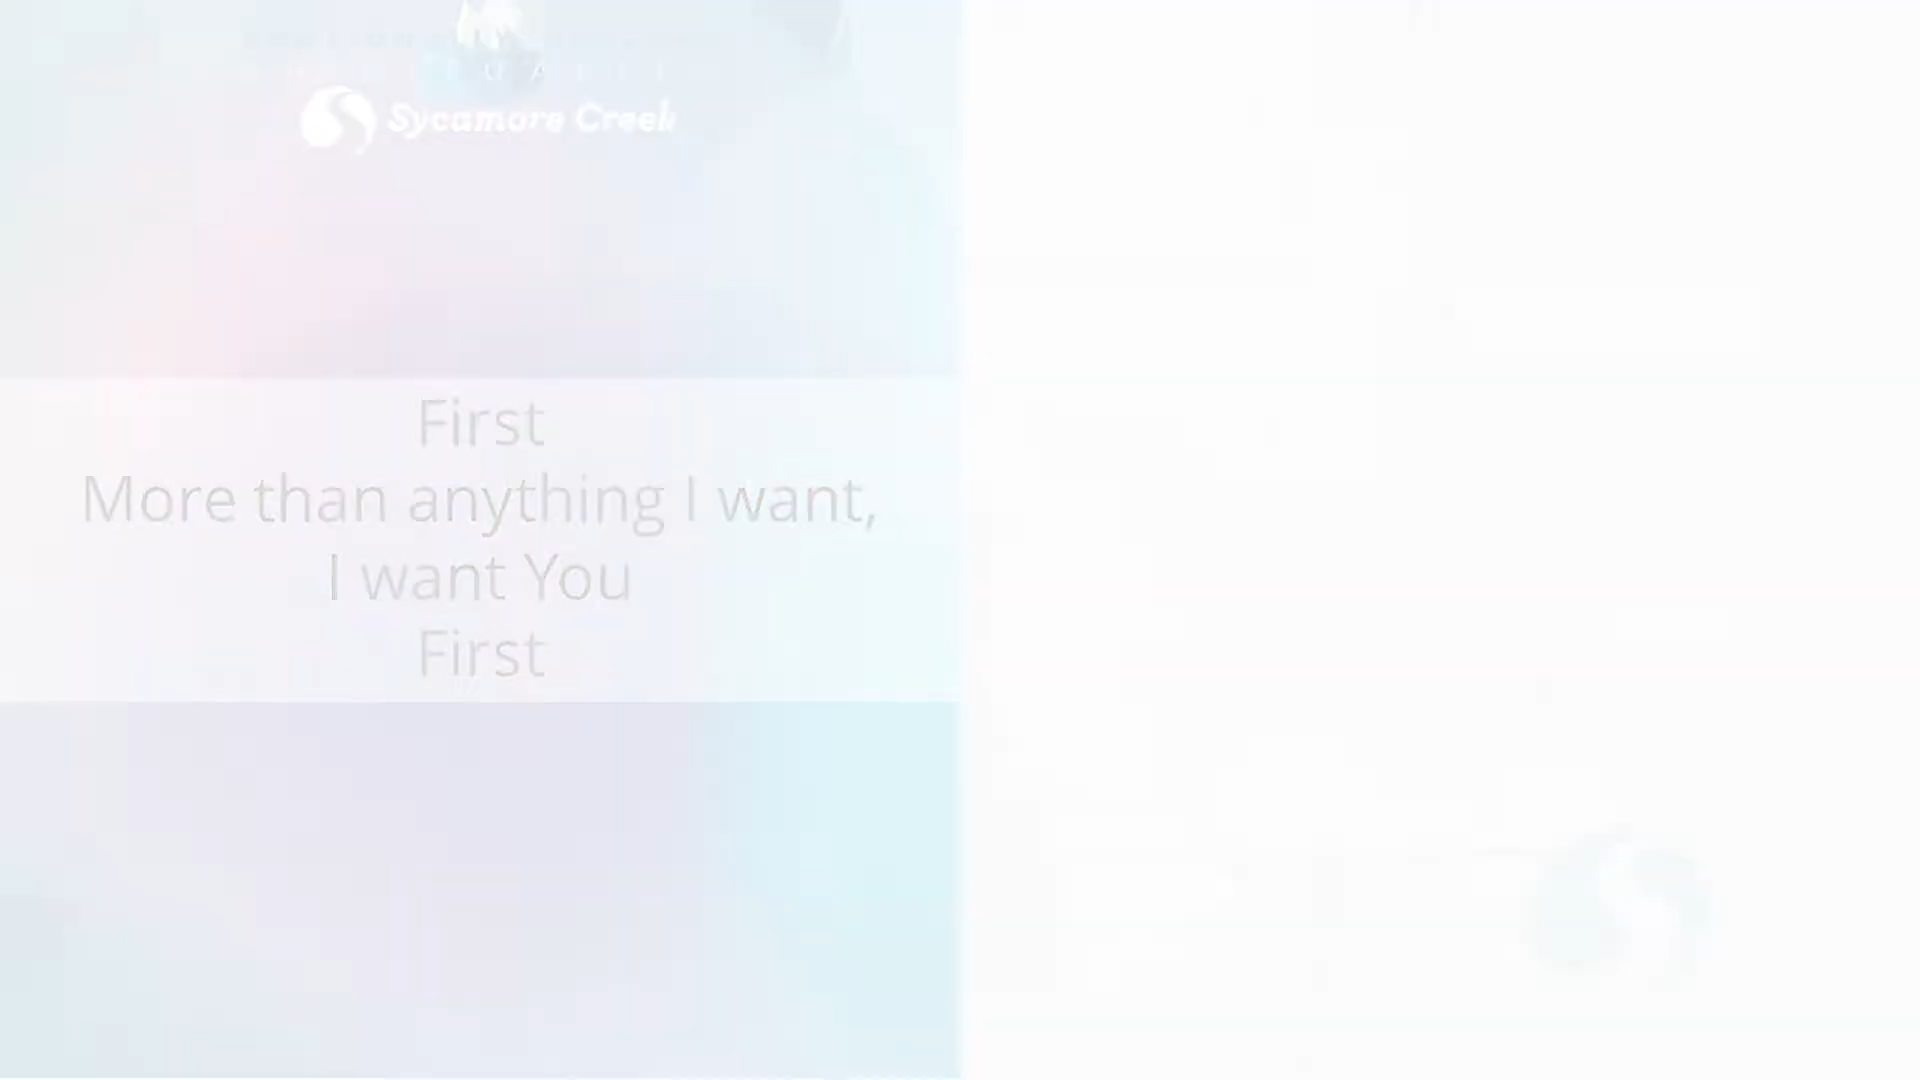 Sycamore Creek
First
More than anything I want,
I want You
First